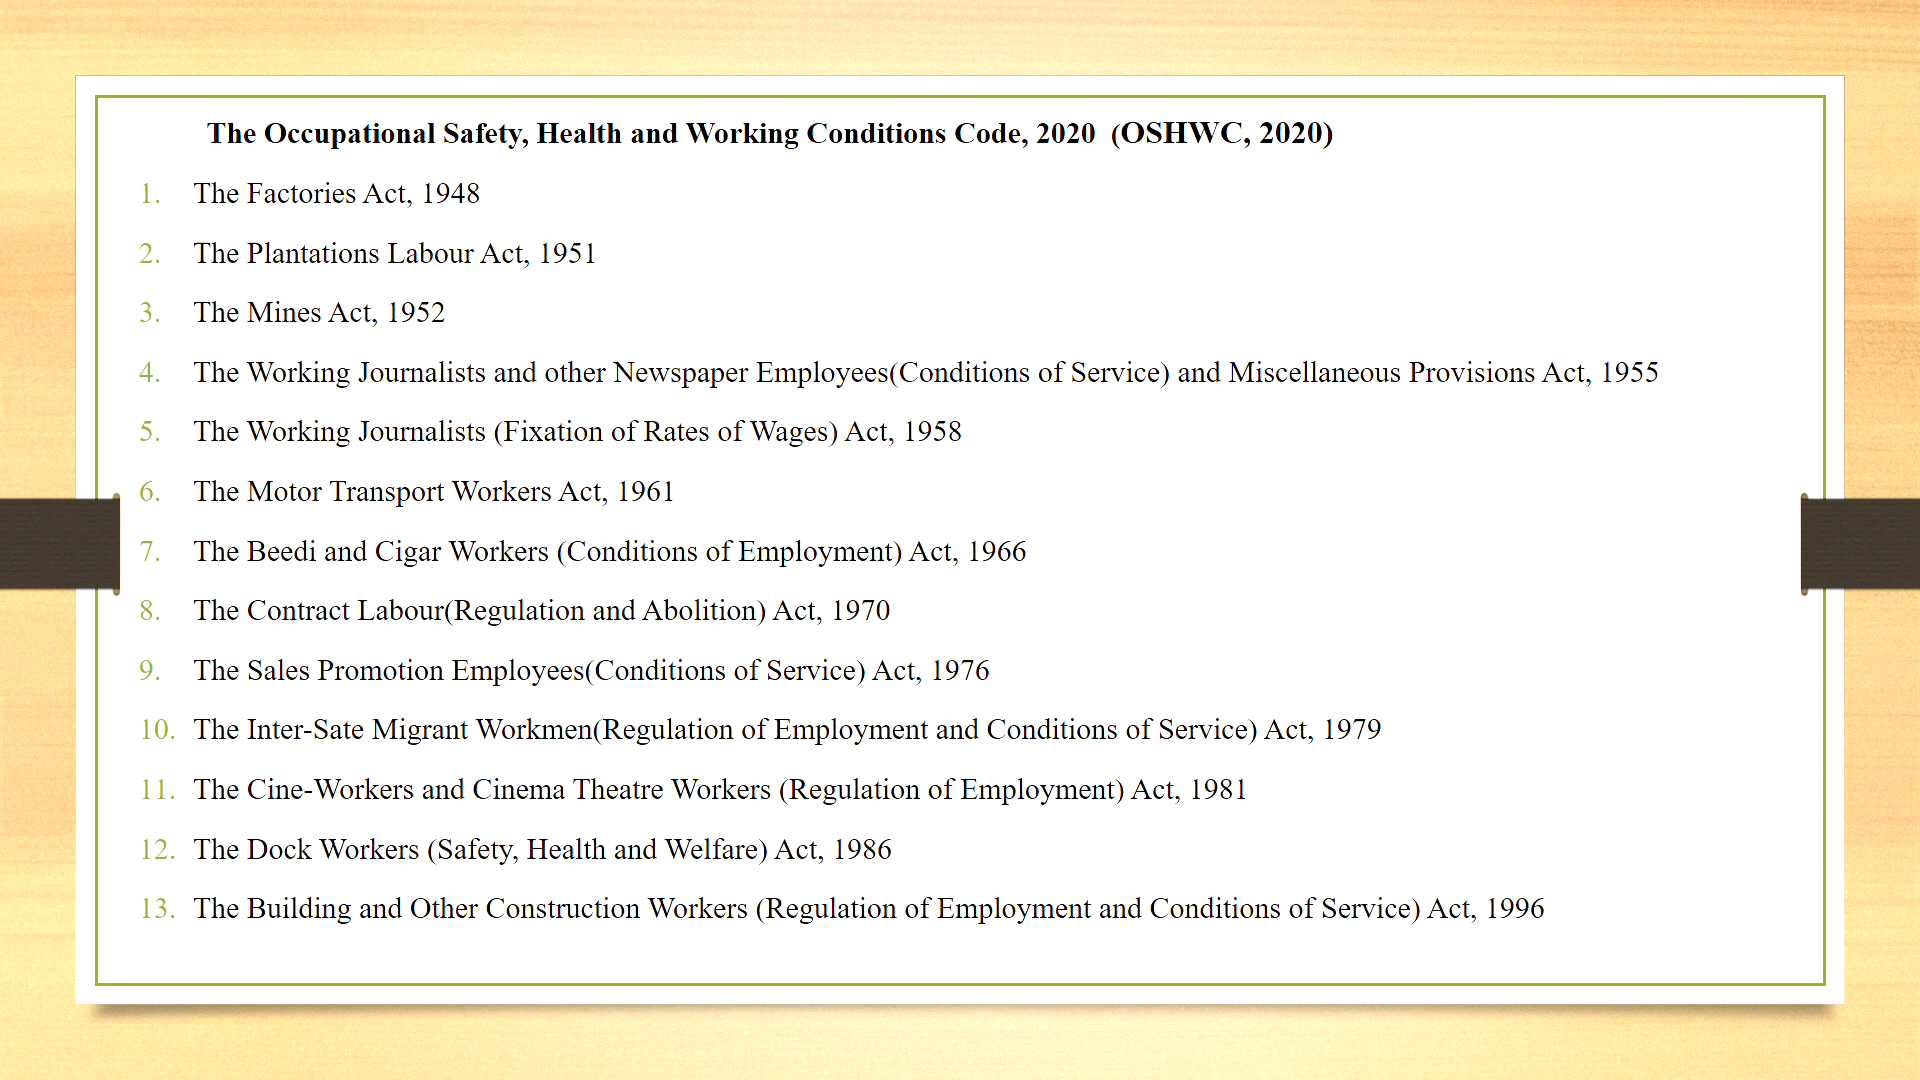 The Occupational Safety, Health and Working Conditions Code, 2020 (OSHWC, 2020)
1. The Factories Act, 1948
2. The Plantations Labour Act, 1951
3. The Mines Act, 1952
4. The Working Journalists and other Newspaper Employees(Conditions of Service) and Miscellaneous Provisions Act, 1955
5. The Working Journalists (Fixation of Rates of Wages) Act, 1958
6. The Motor Transport Workers Act, 1961
7. The Beedi and Cigar Workers (Conditions of Employment) Act, 1966
8. The Contract Labour(Regulation and Abolition) Act, 1970
9. The Sales Promotion Employees(Conditions of Service) Act, 1976
10. The Inter-Sate Migrant Workmen(Regulation of Employment and Conditions of Service) Act, 1979
11. The Cine-Workers and Cinema Theatre Workers (Regulation of Employment) Act, 1981
12. The Dock Workers (Safety, Health and Welfare) Act, 1986
13. The Building and Other Construction Workers (Regulation of Employment and Conditions of Service) Act, 1996